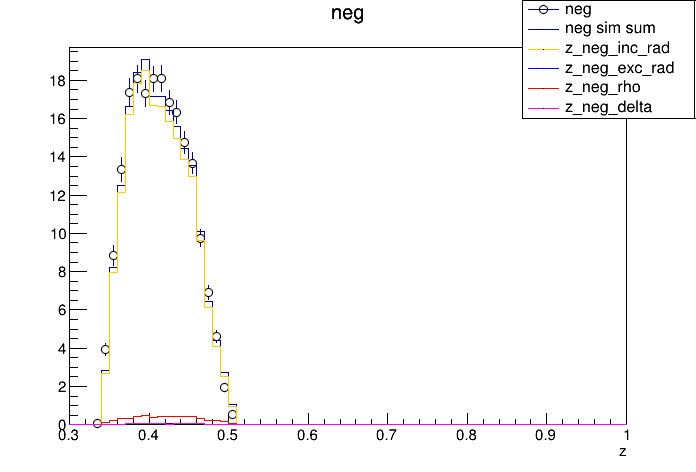 neg
neg
neg sim sum
z_neg_inc_rad
z_neg_exc_rad
z_neg_rho
z_neg_delta
18
16
14
12
10
8
6
4
2
0
0.3 0.4 0.5 0.6 0.7 0.8 0.9 1
z